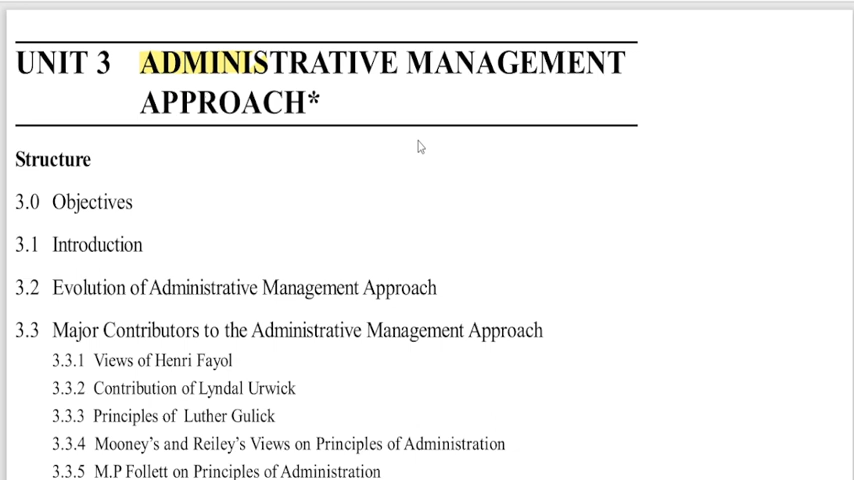 UNIT 3 ADMINISTRATIVE MANAGEMENT
APPROACH*
Structure
3.0 Objectives
3.1 Introduction
3.2 Evolution of Administrative Management Approach
3.3 Major Contributors to the Administrative Management Approach
3.3.1 Views of Henri Fayol
3.3.2 Contribution of Lyndal Urwick
3.3.3 Principles of Luther Gulick
3.3.4 Mooney's and Reiley's Views on Principles of Administration
3.3.5 M.P Follett on Principles of Administration